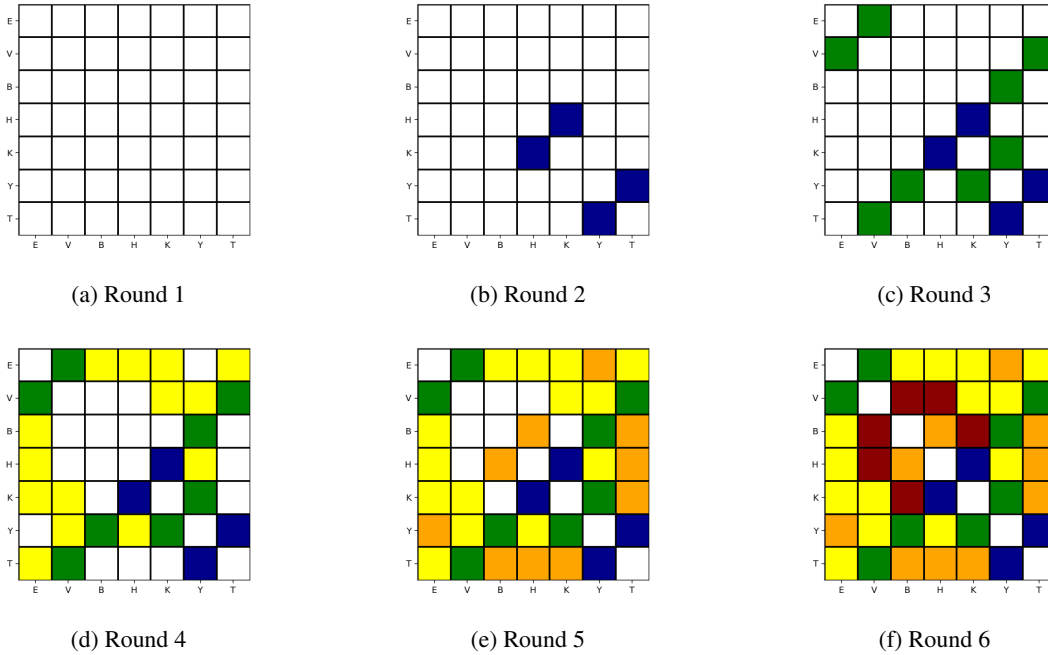 E
V
B
H
K
Y
T
E V B H K Y T
(a) Round 1
E
V
B
H
K
Y
T
E V B H K Y T
(b) Round 2
E
V
B
H
K
Y
T
E V B H K Y T
(c) Round 3
E
V
B
H
K
Y
T
E V B H K Y T
(d) Round 4
E
V
B
H
K
Y
T
E V B H K Y T
(e) Round 5
E
V
B
H
K
Y
T
E V B H K Y T
(f) Round 6